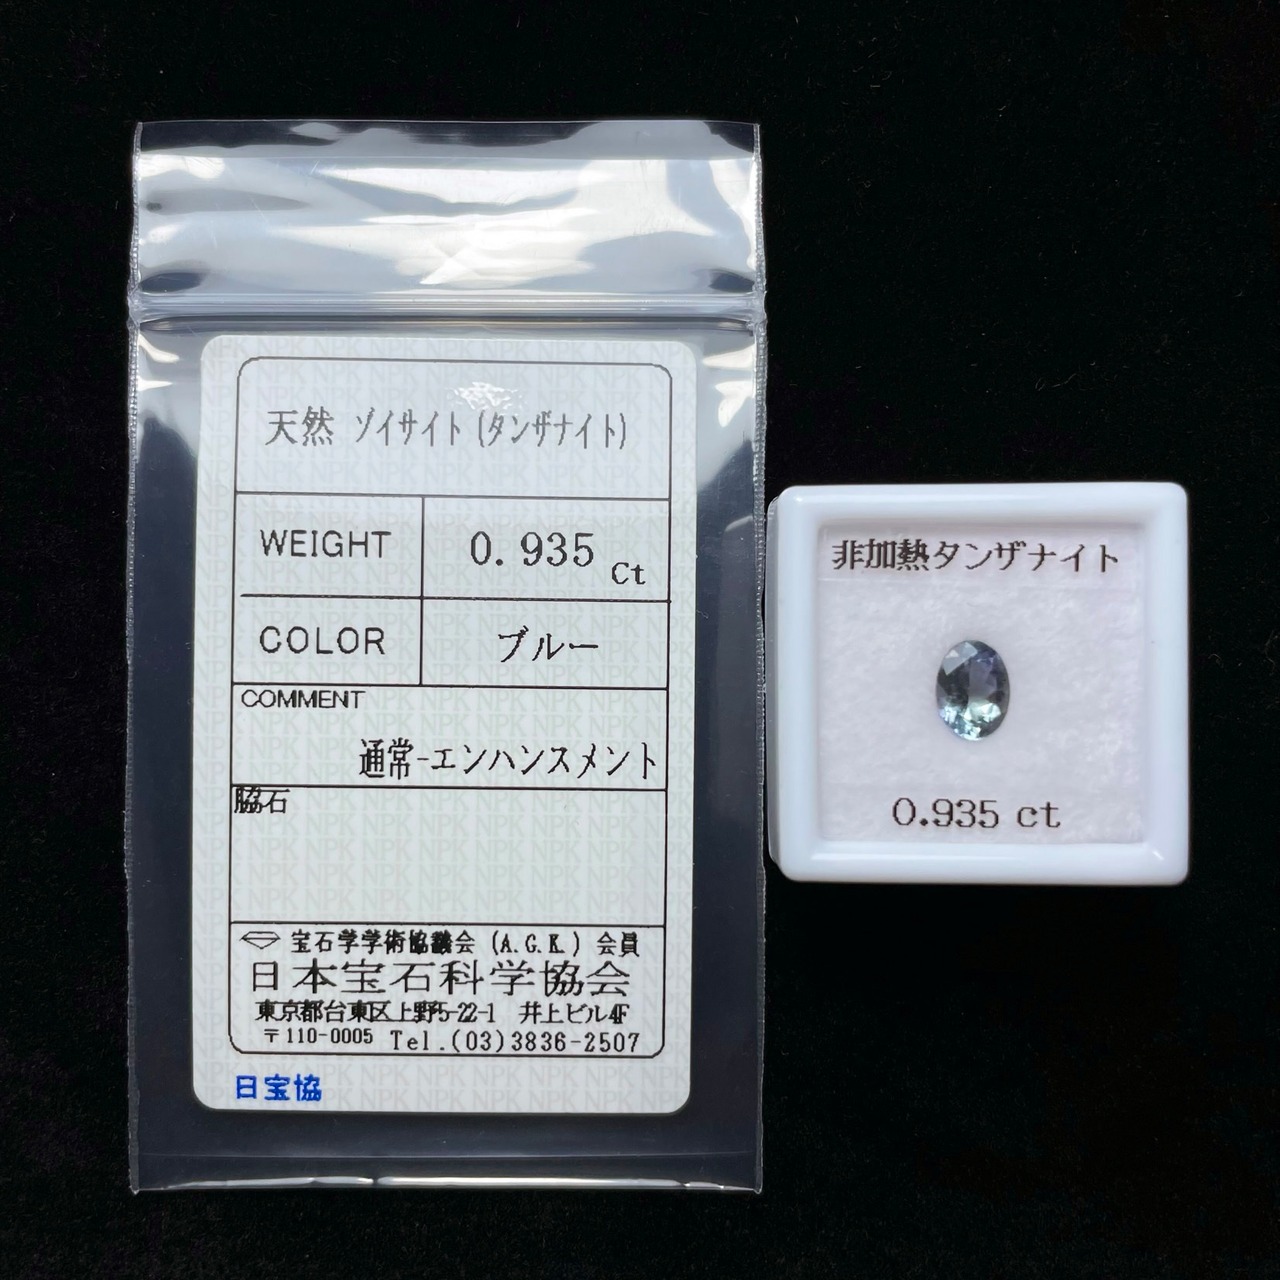 天然 ゾイサイト(タンザナイト)
WEIGHT 0.935 Ct
COLOR ブルー
COMMENT
通常-エンハンスメント
脇石
宝石学学術協議会 (A.G.K.) 会員
日本宝石科学協会
東京都台東区上野5-22-1 井上ビル4F
〒110-0005 Tel.(03)3836-2507
日宝協
非加熱タンザナイト
0.935 ct